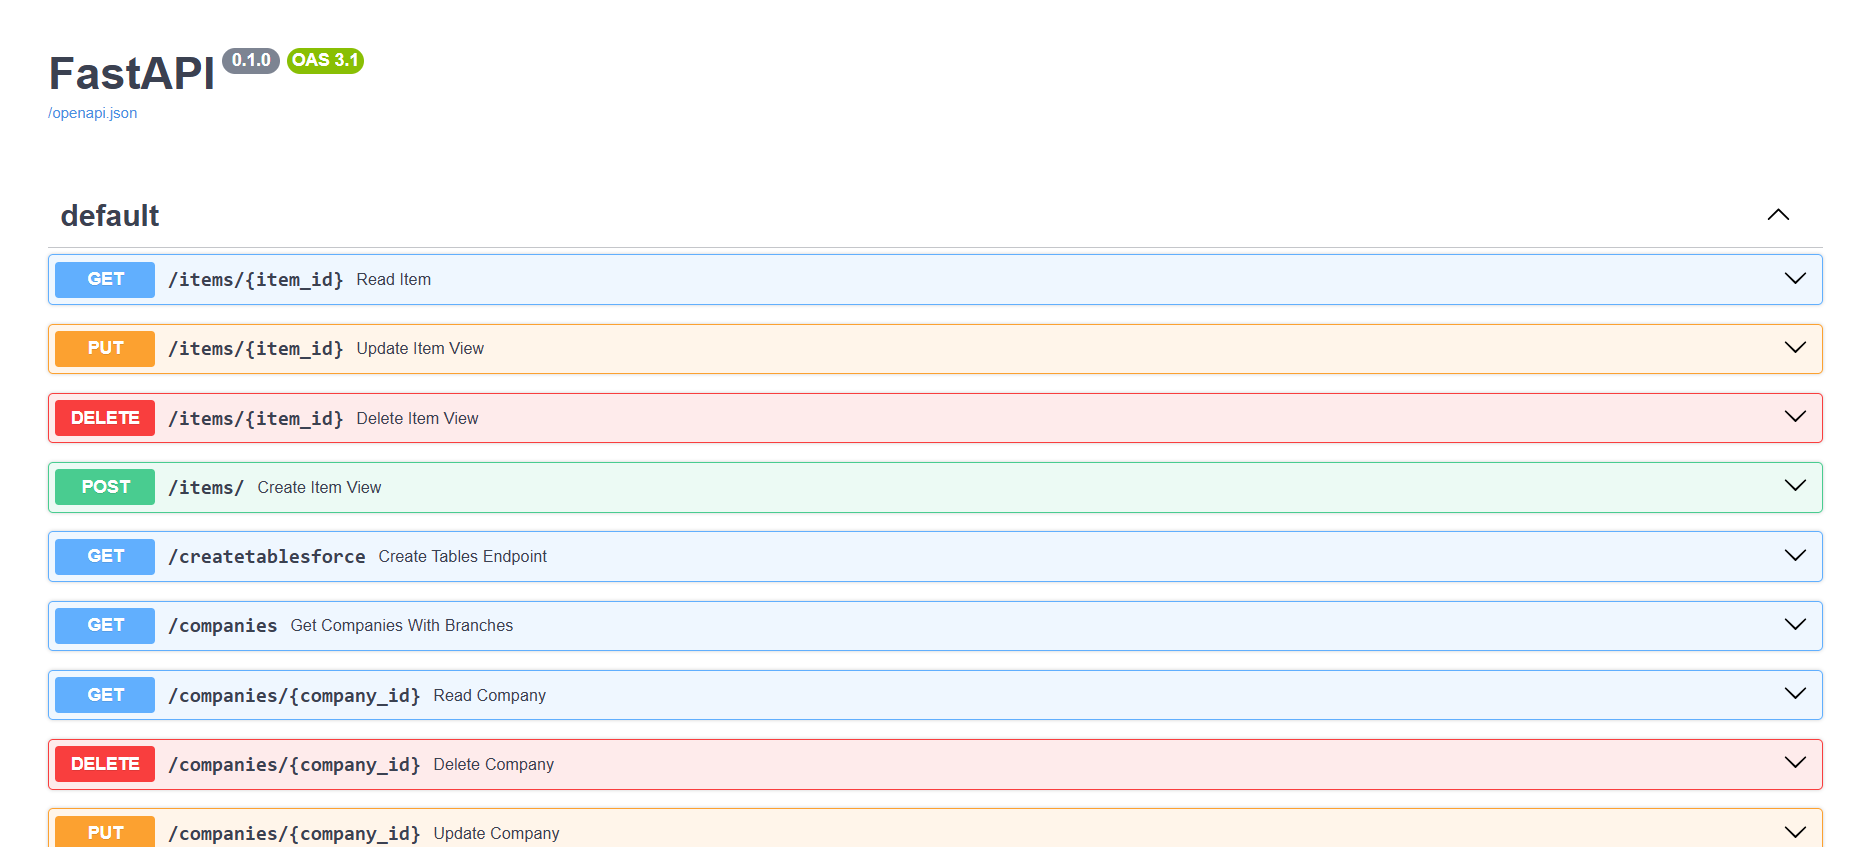 FastAPI 0.1.0 OAS 3.1
/openapi.json
default
GET /items/{item_id} Read Item
PUT /items/{item_id} Update Item View
DELETE /items/{item_id} Delete Item View
POST /items/ Create Item View
GET /createtablesforce Create Tables Endpoint
GET /companies Get Companies With Branches
GET /companies/{company_id} Read Company
DELETE /companies/{company_id} Delete Company
PUT /companies/{company_id} Update Company